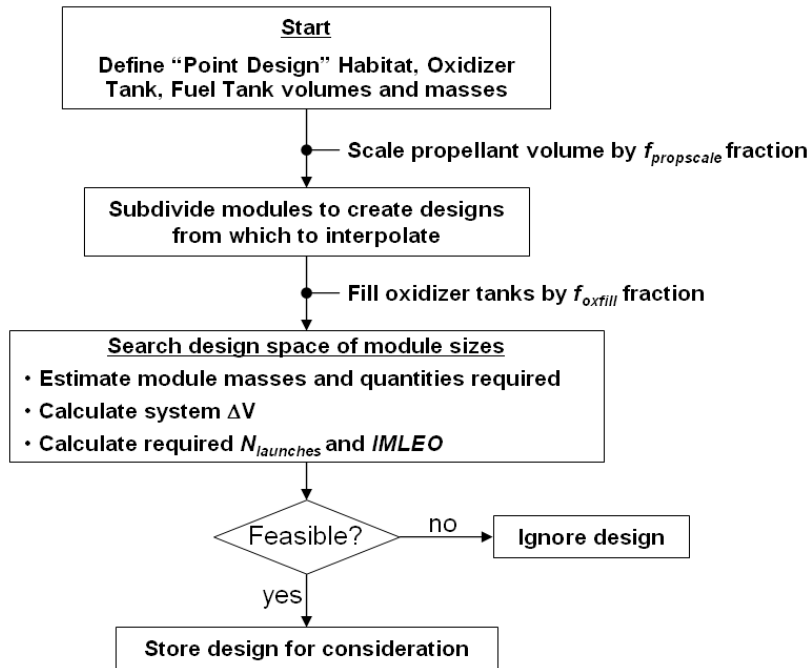 Start
Define “Point Design” Habitat, Oxidizer
Tank, Fuel Tank volumes and masses
Scale propellant volume by fpropscale fraction
Subdivide modules to create designs
from which to interpolate
Fill oxidizer tanks by foxfill fraction
Search design space of module sizes
• Estimate module masses and quantities required
• Calculate system ΔV
• Calculate required Nlaunches and IMLEO
Feasible?
no
Ignore design
yes
Store design for consideration